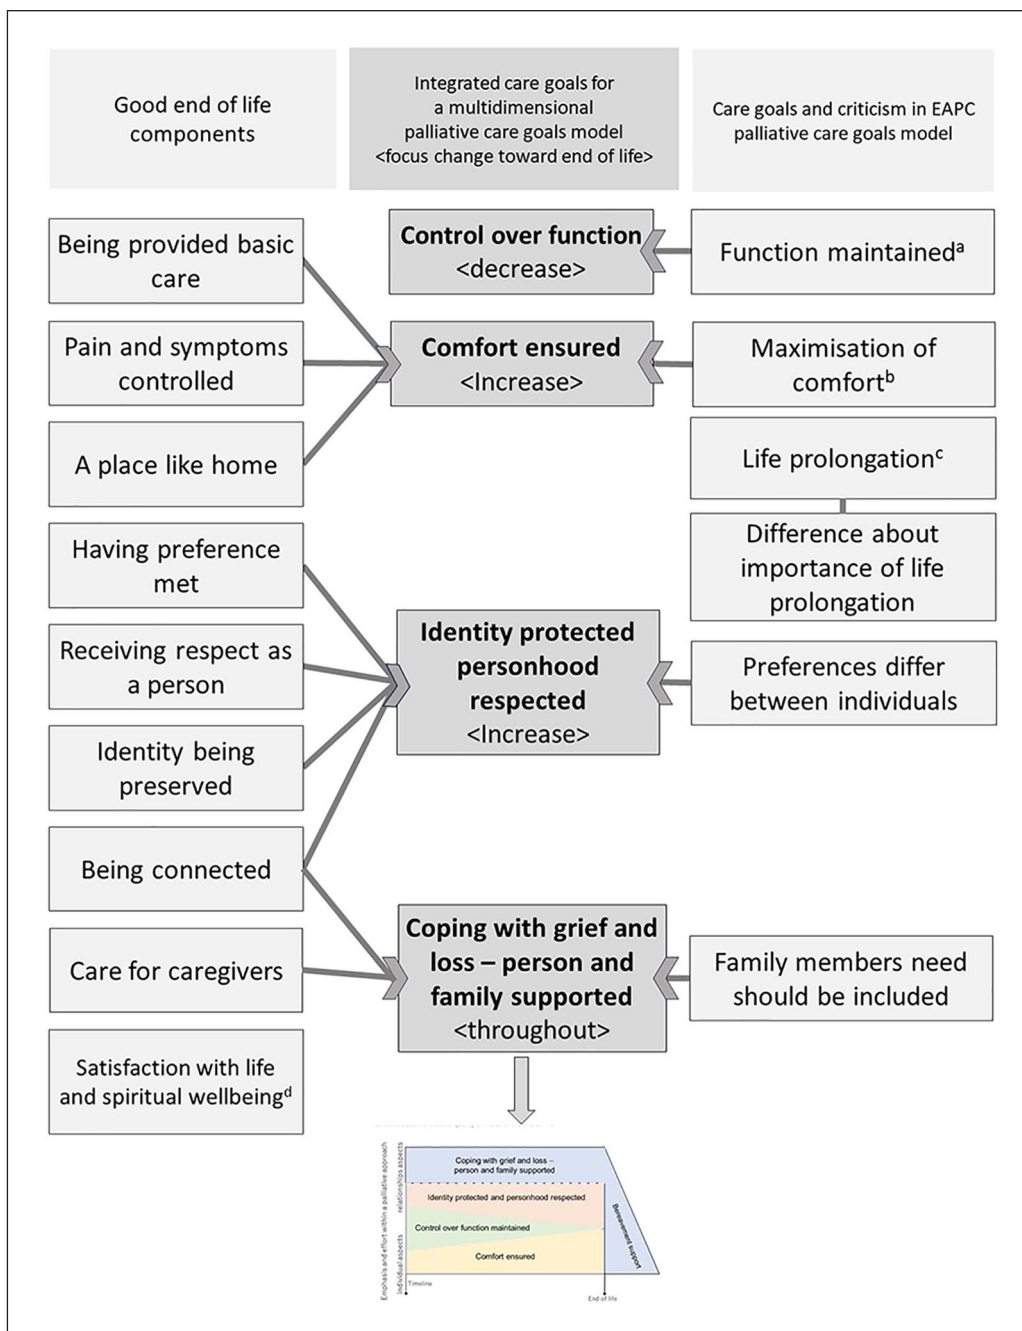 Good end of life
components
Integrated care goals for
a multidimensional
palliative care goals model
<focus change toward end of life>
Care goals and criticism in EAPC
palliative care goals model
Being provided basic
care
Pain and symptoms
controlled
A place like home
Having preference
met
Receiving respect as
a person
Identity being
preserved
Being connected
Care for caregivers
Satisfaction with life
and spiritual wellbeingᵈ
Control over function
<decrease>
Comfort ensured
<Increase>
Identity protected
personhood
respected
<Increase>
Coping with grief and
loss – person and
family supported
<throughout>
Function maintainedᵃ
Maximisation of
comfortᵇ
Life prolongationᶜ
Difference about
importance of life
prolongation
Preferences differ
between individuals
Family members need
should be included
Emphasis and effort within a palliative approach
individual aspects
relationships aspects
Coping with grief and loss –
person and family supported
Identity protected and personhood respected
Control over function maintained
Comfort ensured
Bereavement support
Timeline
End of life